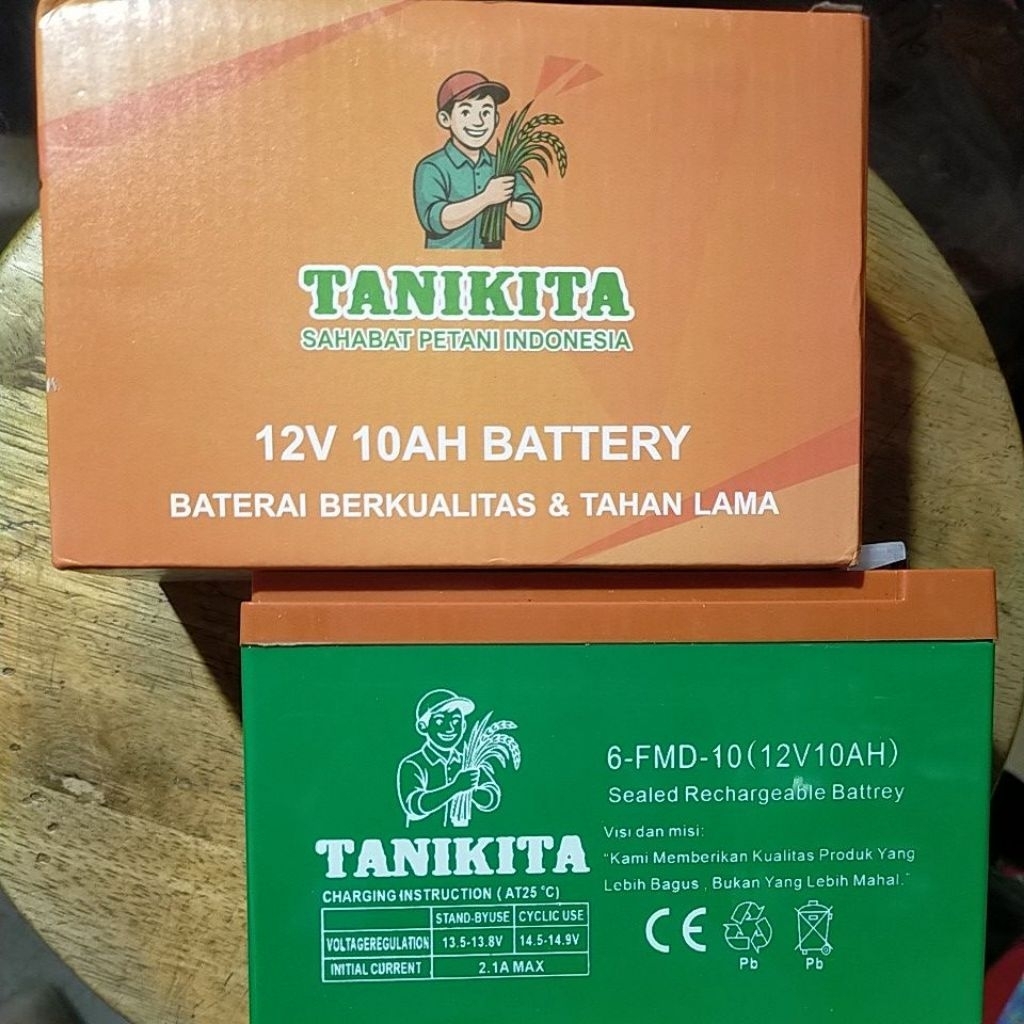 TANIKITA
SAHABAT PETANI INDONESIA
12V 10AH BATTERY
BATERAI BERKUALITAS & TAHAN LAMA
TANIKITA
CHARGING INSTRUCTION ( AT25 °C)
STAND-BYUSE CYCLIC USE
VOLTAGEREGULATION 13.5-13.8V 14.5-14.9V
INITIAL CURRENT 2.1A MAX
6-FMD-10(12V10AH)
Sealed Rechargeable Battrey
Visi dan misi:
"Kami Memberikan Kualitas Produk Yang
Lebih Bagus , Bukan Yang Lebih Mahal."
CE
Pb Pb